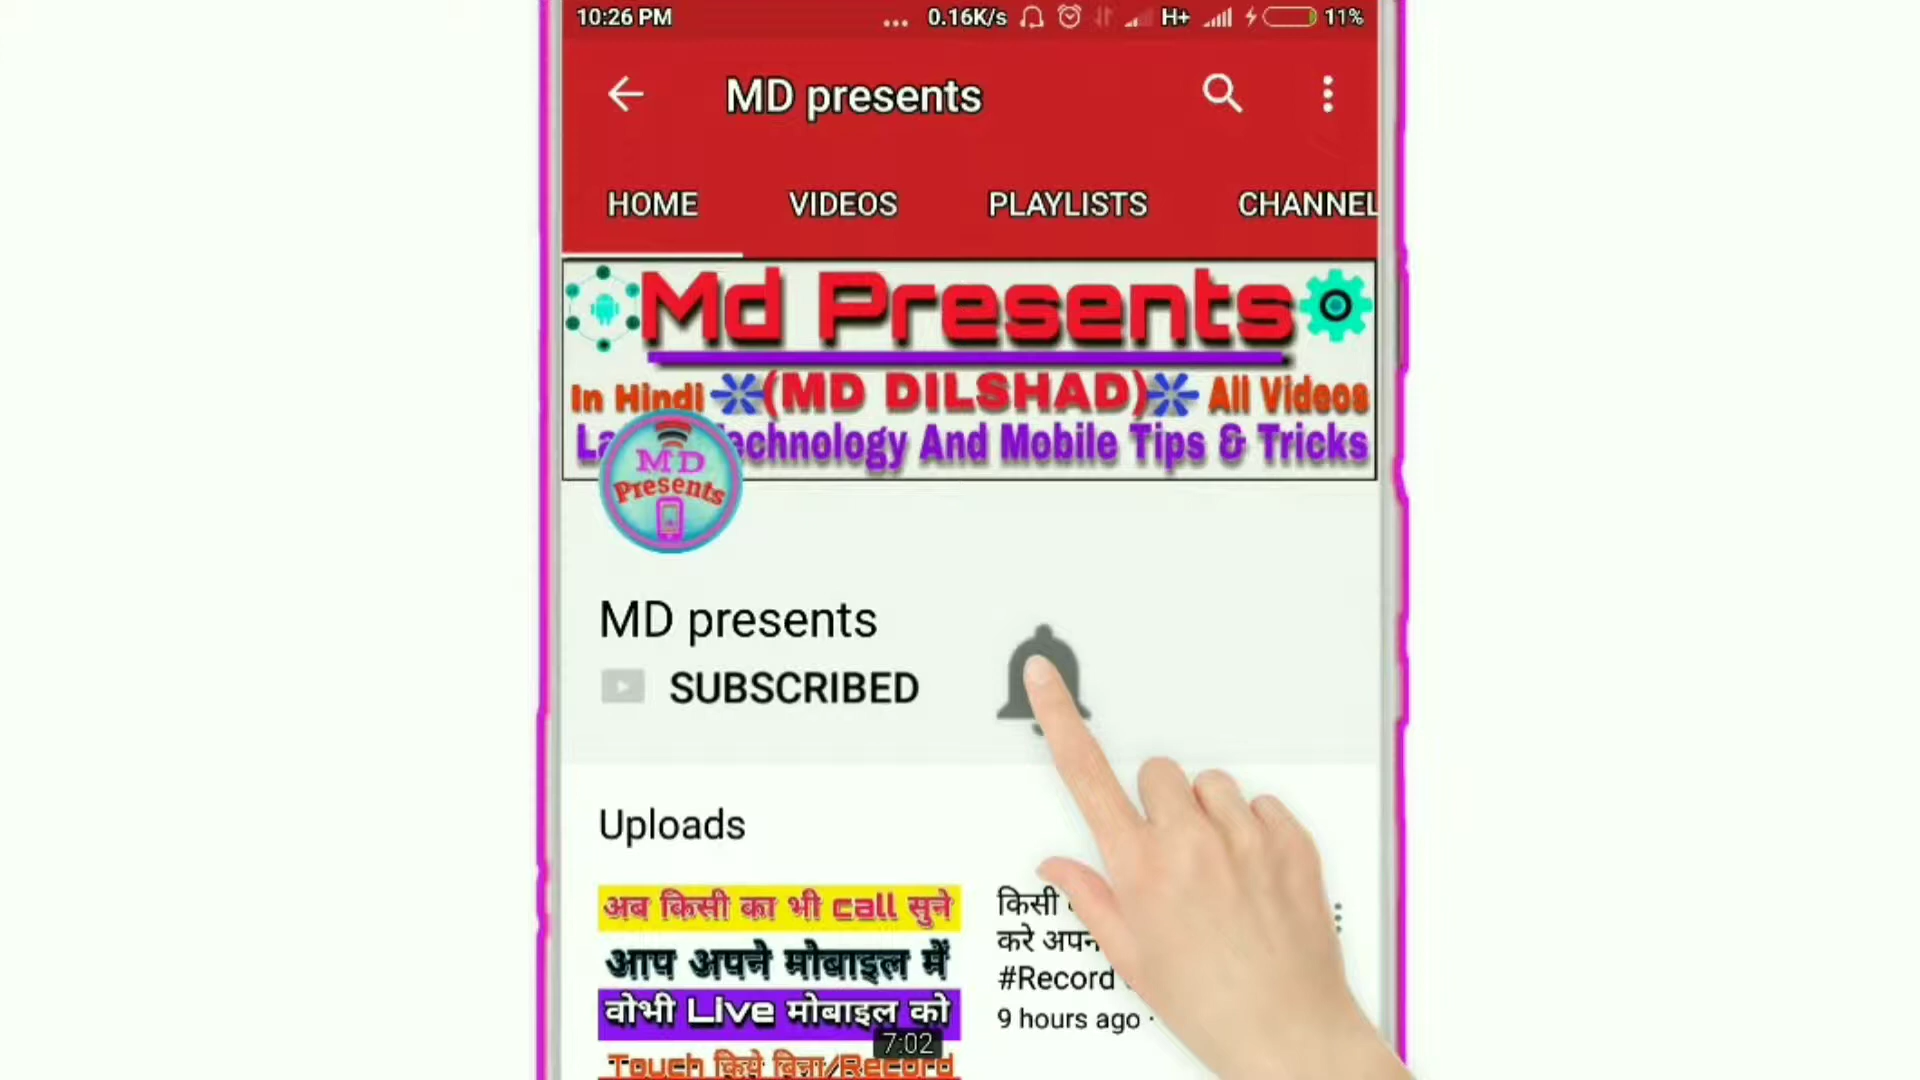 10:26 PM ... 0.16K/s H+ 11%
MD presents
HOME VIDEOS PLAYLISTS CHANNEL
Md Presents
In Hindi (MD DILSHAD) All Videos
And Mobile Tips & Tricks
MD
Presents
MD presents
SUBSCRIBED
Uploads
अब किसी का भी call सुने
आप अपने मोबाइल में
वोभी Live मोबाइल को
Touch किये बिना/Record
7:02
किसी
करे
#Record
9 hours ago ·